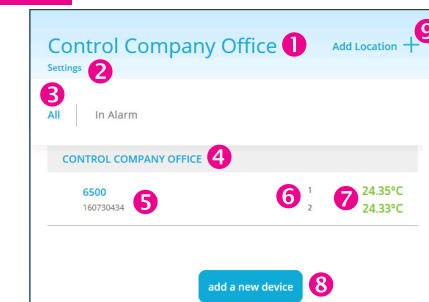 Control Company Office 1 Add Location + 9
Settings 2
3
All | In Alarm
CONTROL COMPANY OFFICE 4
6500 5 6 1 7 24.35°C
160730434 2 24.33°C
add a new device 8